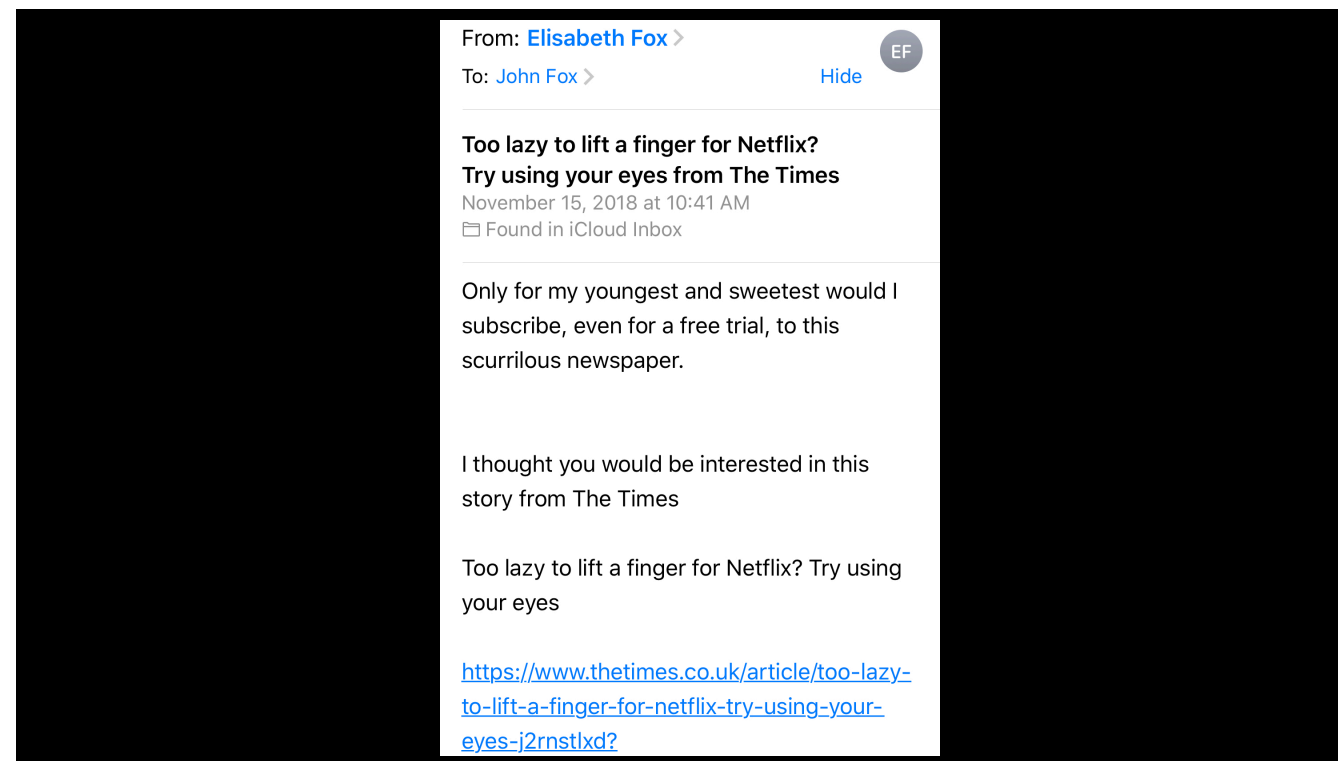 From: Elisabeth Fox
EF
To: John Fox
Hide
Too lazy to lift a finger for Netflix?
Try using your eyes from The Times
November 15, 2018 at 10:41 AM
Found in iCloud Inbox
Only for my youngest and sweetest would I
subscribe, even for a free trial, to this
scurrilous newspaper.
I thought you would be interested in this
story from The Times
Too lazy to lift a finger for Netflix? Try using
your eyes
https://www.thetimes.co.uk/article/too-lazy-
to-lift-a-finger-for-netflix-try-using-your-
eyes-j2rnstlxd?